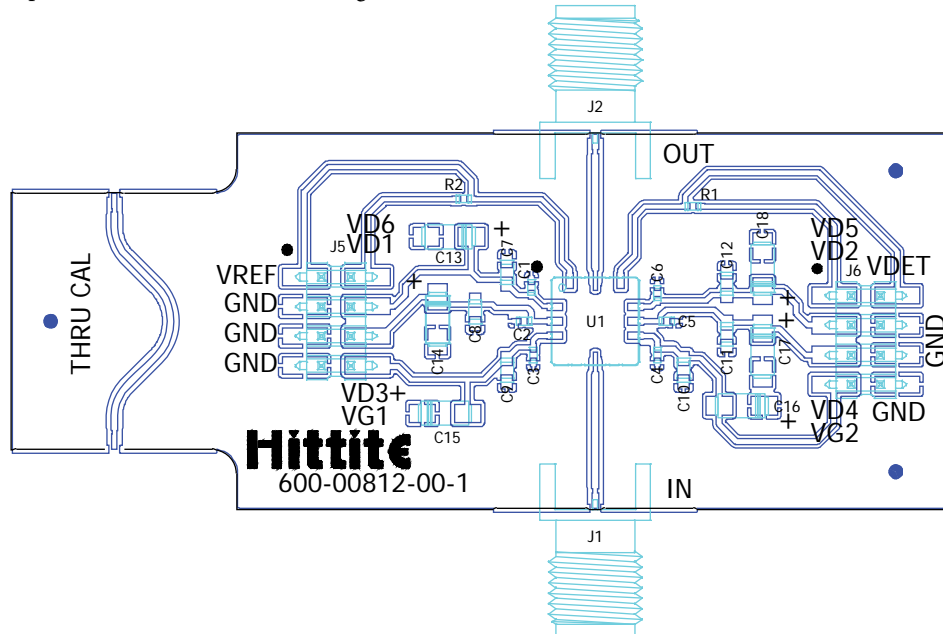 J2
OUT
R2
R1
VD6
VD1
J5
C13
+
C7
C1
C12
C18
VD5
VD2
J6
VDET
VREF
GND
GND
GND
+
C6
U1
C14
C8
C2
C3
C9
C5
C4
C10
C11
C17
+
+
GND
THRU CAL
VD3+
VG1
C15
C16
+
VD4
VG2
GND
Hittite
600-00812-00-1
IN
J1